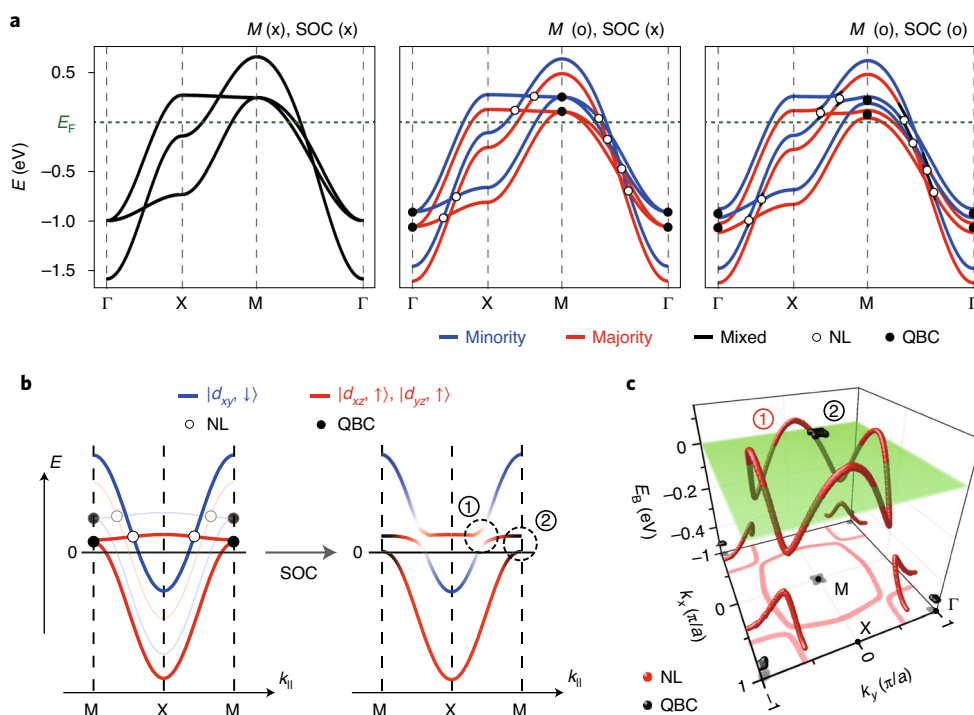 a
M (x), SOC (x)
M (o), SOC (x)
M (o), SOC (o)
E (eV)
0.5
E_F
−0.5
−1.0
−1.5
Γ X M Γ
Γ X M Γ
Γ X M Γ
Minority Majority Mixed NL QBC
b
|d_xy, ↓⟩ |d_xz, ↑⟩, |d_yz, ↑⟩
NL QBC
E
0
M X M
k_||
SOC
0
1
2
M X M
k_||
c
1
2
E_B (eV)
0
−0.2
−0.4
−1
0
1
k_x (π/a)
−1
0
1
k_y (π/a)
M
X
Γ
NL
QBC